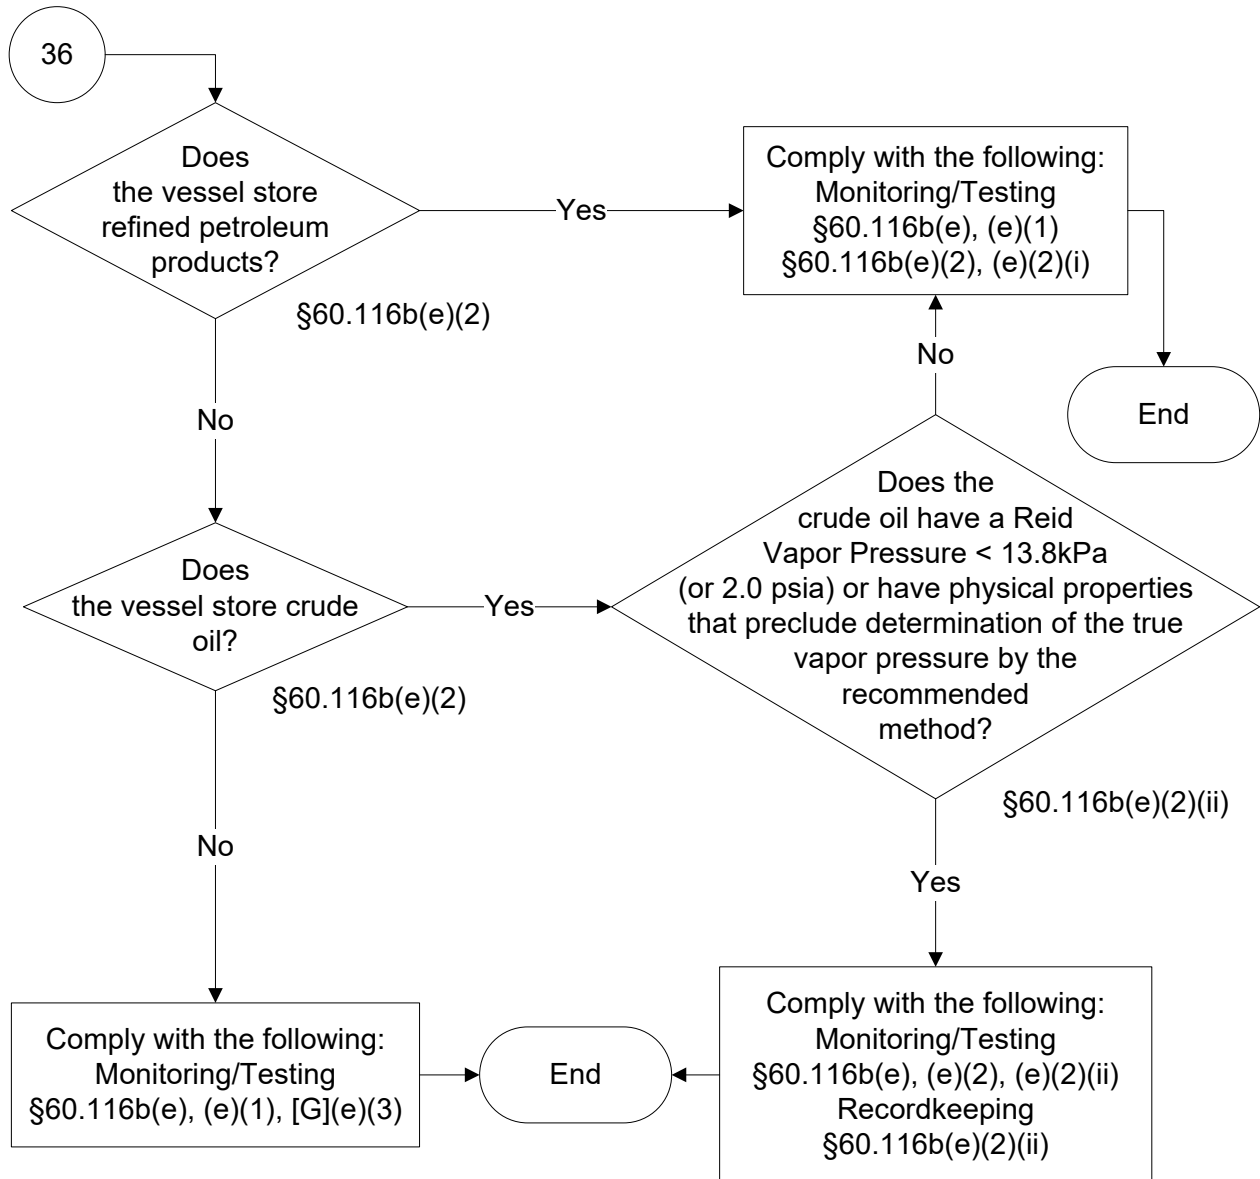 36
Does
the vessel store
refined petroleum
products?
§60.116b(e)(2)
Yes
Comply with the following:
Monitoring/Testing
§60.116b(e), (e)(1)
§60.116b(e)(2), (e)(2)(i)
End
No
No
Does
the vessel store crude
oil?
§60.116b(e)(2)
Yes
Does the
crude oil have a Reid
Vapor Pressure < 13.8kPa
(or 2.0 psia) or have physical properties
that preclude determination of the true
vapor pressure by the
recommended
method?
§60.116b(e)(2)(ii)
No
Yes
Comply with the following:
Monitoring/Testing
§60.116b(e), (e)(1), [G](e)(3)
End
Comply with the following:
Monitoring/Testing
§60.116b(e), (e)(2), (e)(2)(ii)
Recordkeeping
§60.116b(e)(2)(ii)